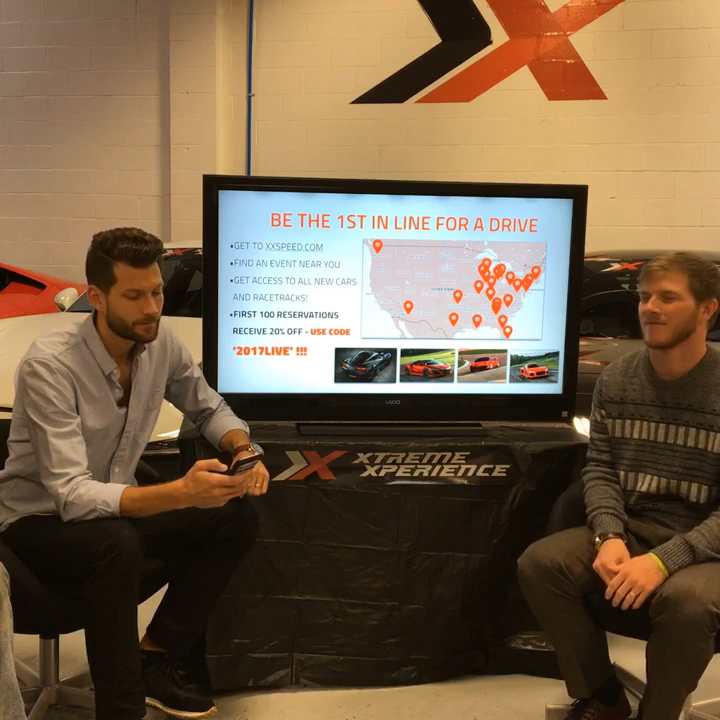 BE THE 1ST IN LINE FOR A DRIVE
•GET TO XXSPEED.COM
•FIND AN EVENT NEAR YOU
•GET ACCESS TO ALL NEW CARS
AND RACETRACKS!
•FIRST 100 RESERVATIONS
RECEIVE 20% OFF - USE CODE
'2017LIVE' !!!
VIZIO
XTREME
XPERIENCE